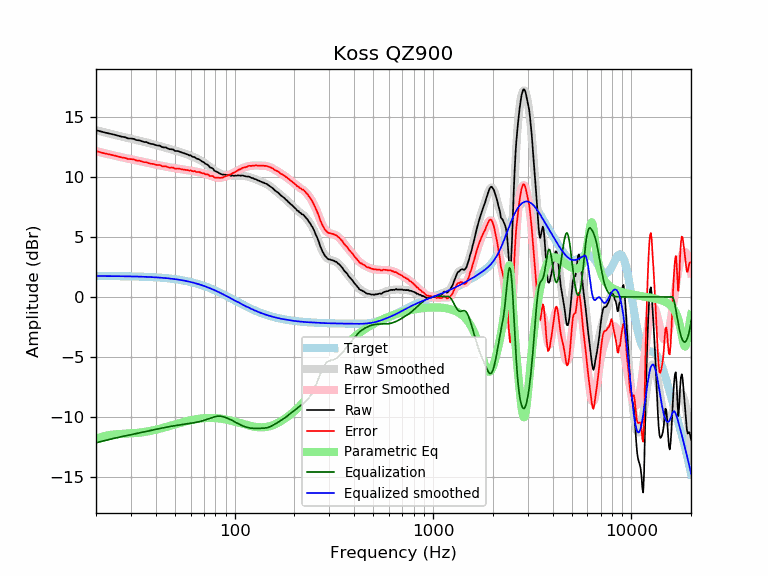 Koss QZ900
Amplitude (dBr)
15
10
5
0
−5
−10
−15
100
1000
10000
Frequency (Hz)
Target
Raw Smoothed
Error Smoothed
Raw
Error
Parametric Eq
Equalization
Equalized smoothed